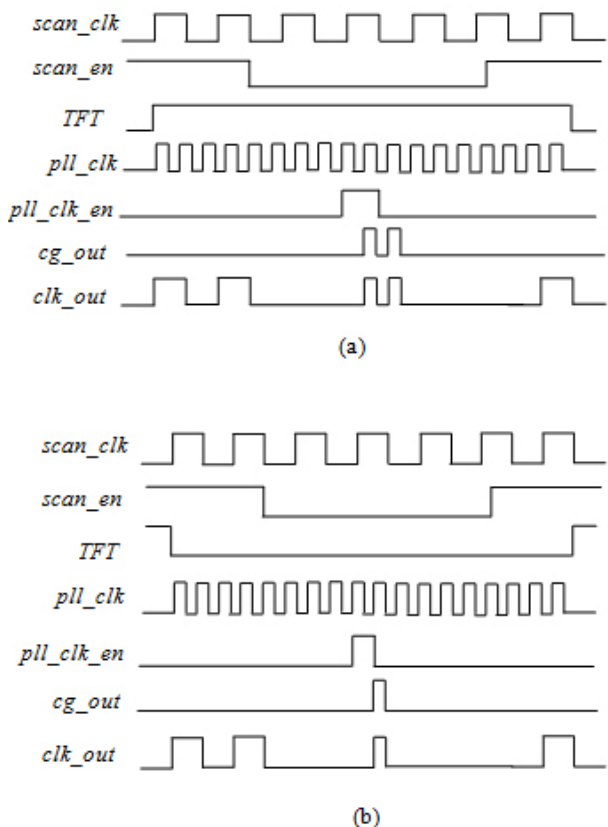 scan_clk
scan_en
TFT
pll_clk
pll_clk_en
cg_out
clk_out
(a)
scan_clk
scan_en
TFT
pll_clk
pll_clk_en
cg_out
clk_out
(b)